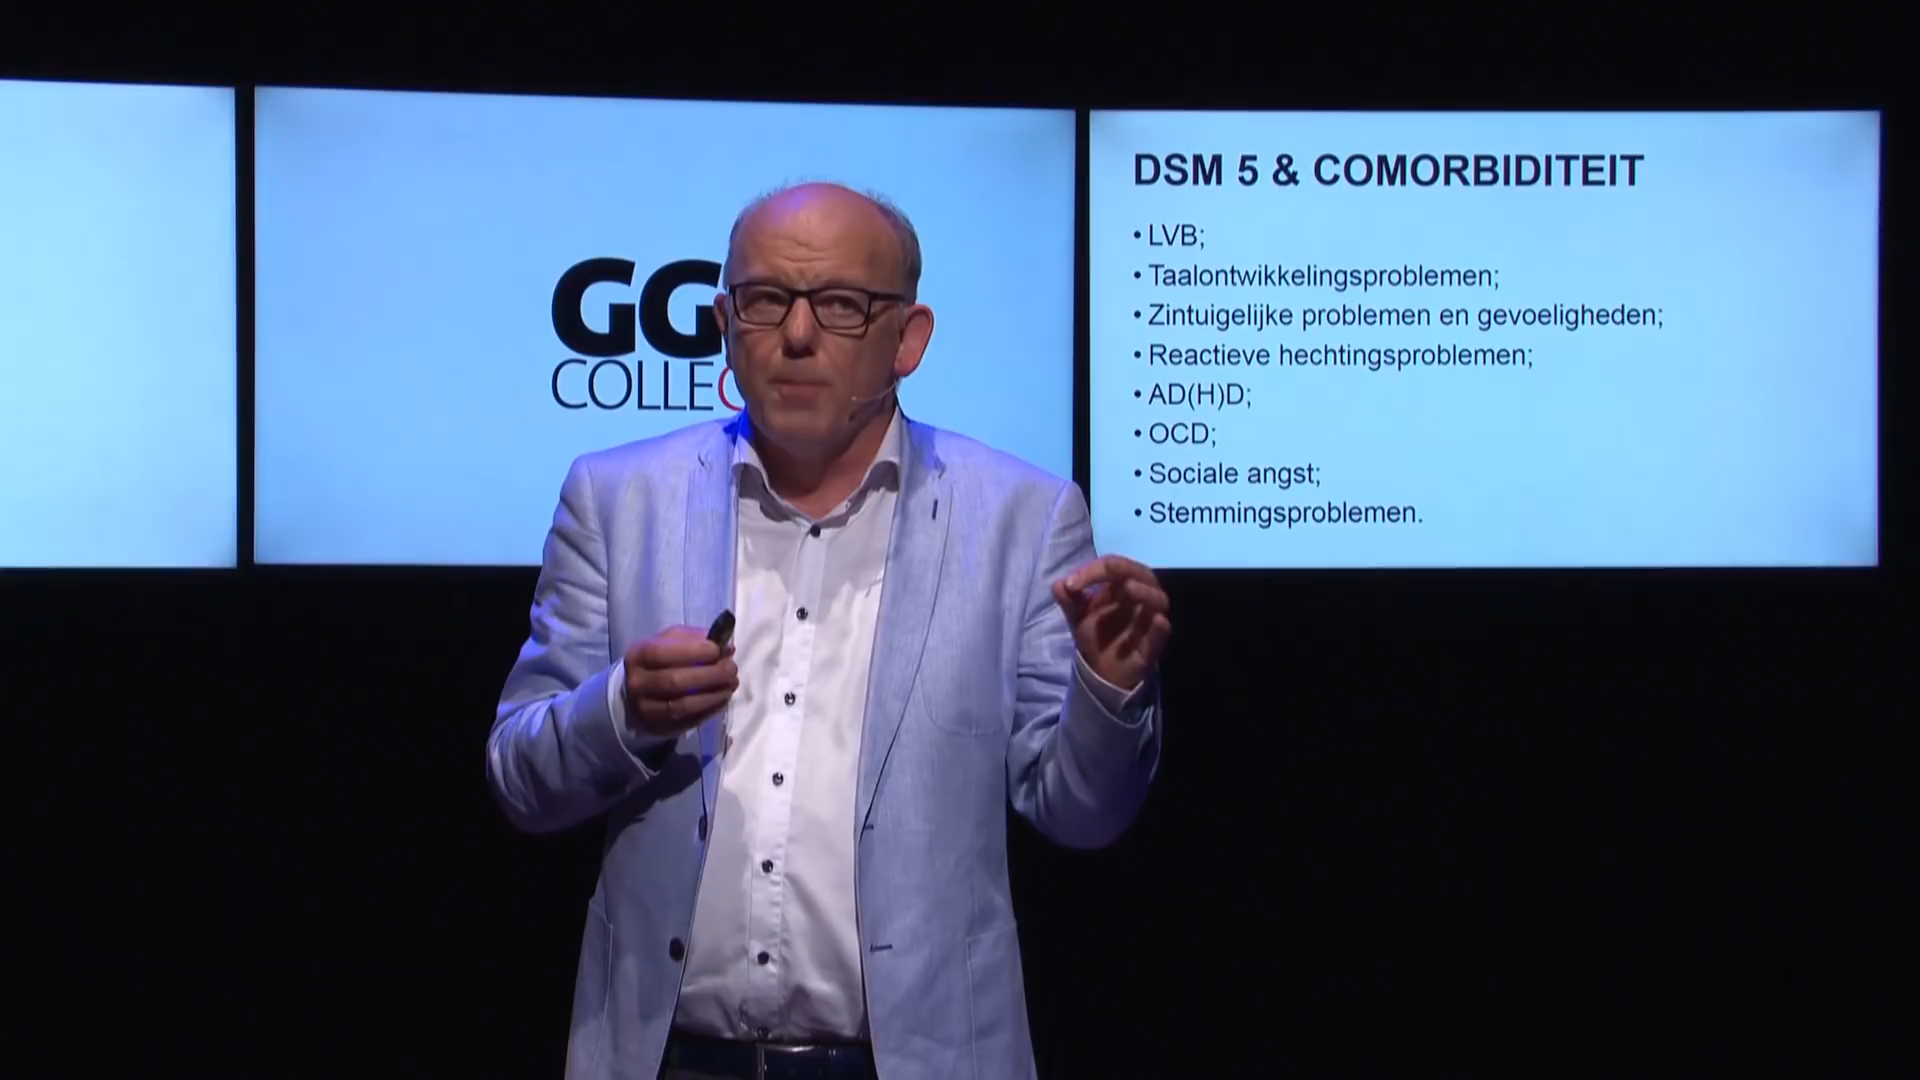 GG
COLLE
DSM 5 & COMORBIDITEIT
• LVB;
• Taalontwikkelingsproblemen;
• Zintuigelijke problemen en gevoeligheden;
• Reactieve hechtingsproblemen;
• AD(H)D;
• OCD;
• Sociale angst;
• Stemmingsproblemen.